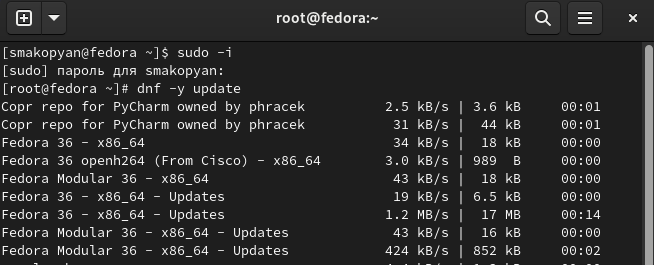 root@fedora:~
[smakopyan@fedora ~]$ sudo -i
[sudo] пароль для smakopyan:
[root@fedora ~]# dnf -y update
Copr repo for PyCharm owned by phracek 2.5 kB/s | 3.6 kB 00:01
Copr repo for PyCharm owned by phracek 31 kB/s | 44 kB 00:01
Fedora 36 - x86_64 34 kB/s | 18 kB 00:00
Fedora 36 openh264 (From Cisco) - x86_64 3.0 kB/s | 989 B 00:00
Fedora Modular 36 - x86_64 43 kB/s | 18 kB 00:00
Fedora 36 - x86_64 - Updates 19 kB/s | 6.5 kB 00:00
Fedora 36 - x86_64 - Updates 1.2 MB/s | 17 MB 00:14
Fedora Modular 36 - x86_64 - Updates 43 kB/s | 16 kB 00:00
Fedora Modular 36 - x86_64 - Updates 424 kB/s | 852 kB 00:02